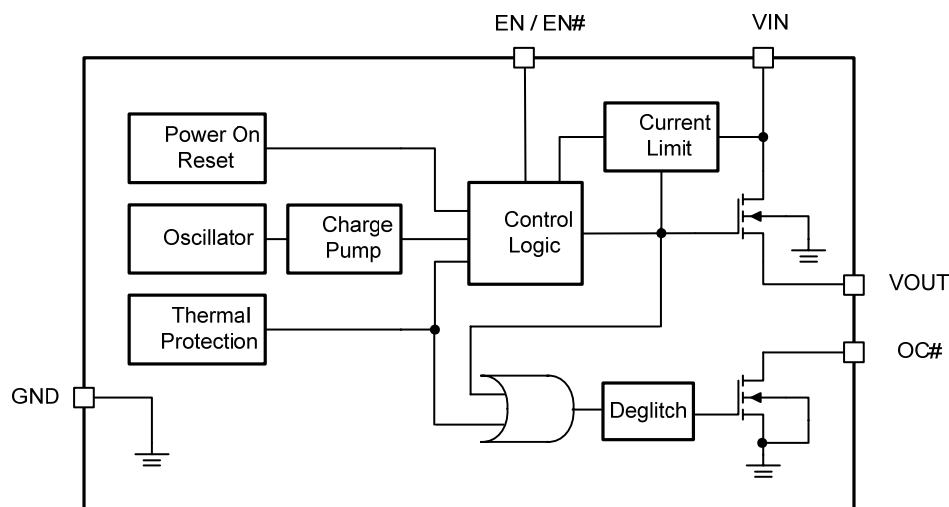 EN / EN#
VIN
Power On
Reset
Current
Limit
Oscillator
Charge
Pump
Control
Logic
Thermal
Protection
VOUT
OC#
GND
Deglitch